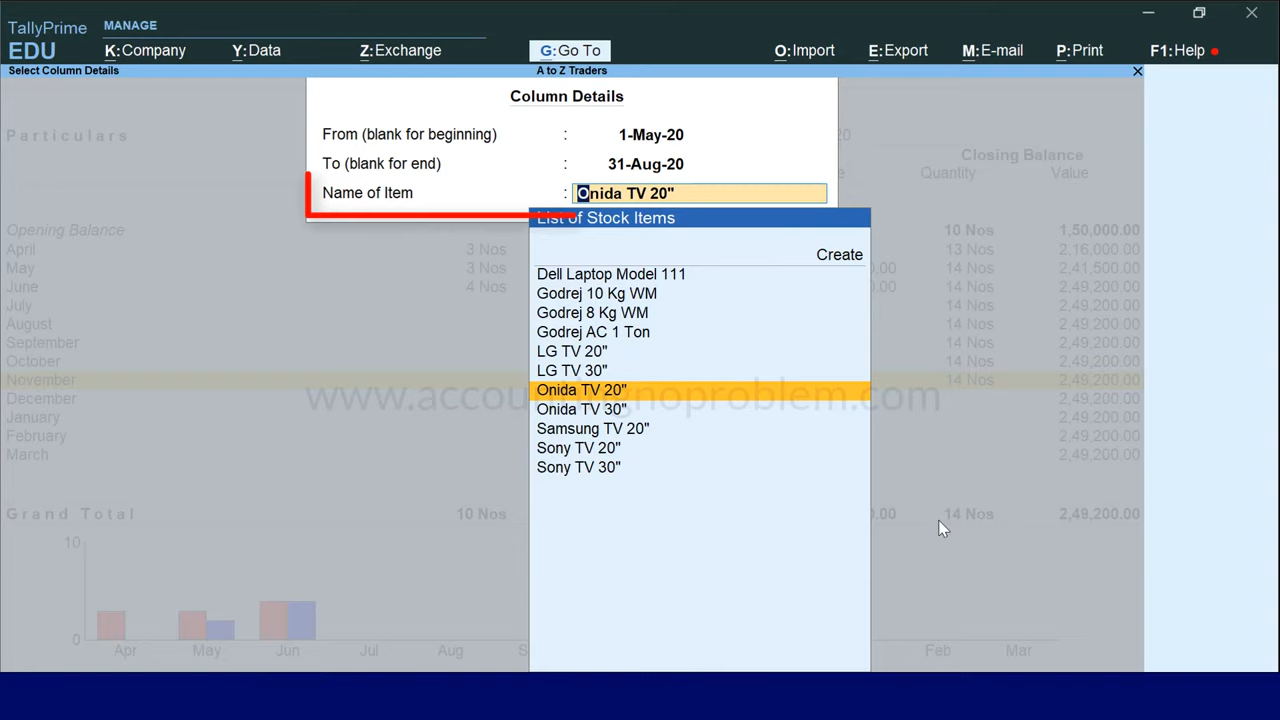 TallyPrime MANAGE
EDU K:Company Y:Data Z:Exchange G:Go To O:Import E:Export M:E-mail P:Print F1:Help
Select Column Details A to Z Traders
Column Details
Particulars 20
From (blank for beginning) : 1-May-20
Closing Balance
To (blank for end) : 31-Aug-20
Quantity Value
Name of Item : Onida TV 20"
List of Stock Items
Opening Balance 10 Nos 1,50,000.00
April 3 Nos 13 Nos 2,16,000.00
Create
May 3 Nos 00.00 14 Nos 2,41,500.00
Dell Laptop Model 111
June 4 Nos 00.00 14 Nos 2,49,200.00
Godrej 10 Kg WM
July 14 Nos 2,49,200.00
Godrej 8 Kg WM
August 14 Nos 2,49,200.00
Godrej AC 1 Ton
September 14 Nos 2,49,200.00
LG TV 20"
October 14 Nos 2,49,200.00
LG TV 30"
November 14 Nos 2,49,200.00
Onida TV 20"
December 2,49,200.00
Onida TV 30"
January 2,49,200.00
Samsung TV 20"
February 2,49,200.00
Sony TV 20"
March 2,49,200.00
Sony TV 30"
Grand Total 10 Nos 00.00 14 Nos 2,49,200.00
10
0
Apr May Jun Jul Aug S Feb Mar